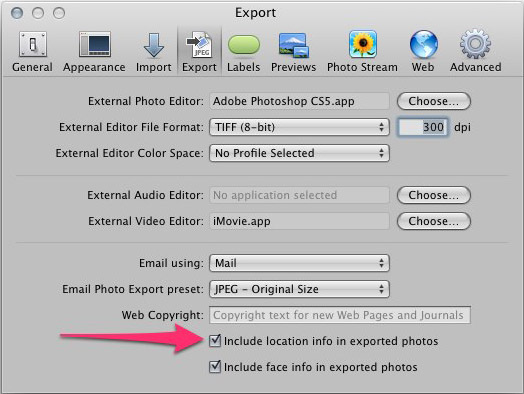 Export
General Appearance Import Export Labels Previews Photo Stream Web Advanced
JPEG
External Photo Editor: Adobe Photoshop CS5.app Choose...
External Editor File Format: TIFF (8-bit) 300 dpi
External Editor Color Space: No Profile Selected
External Audio Editor: No application selected Choose...
External Video Editor: iMovie.app Choose...
Email using: Mail
Email Photo Export preset: JPEG - Original Size
Web Copyright: Copyright text for new Web Pages and Journals
Include location info in exported photos
Include face info in exported photos